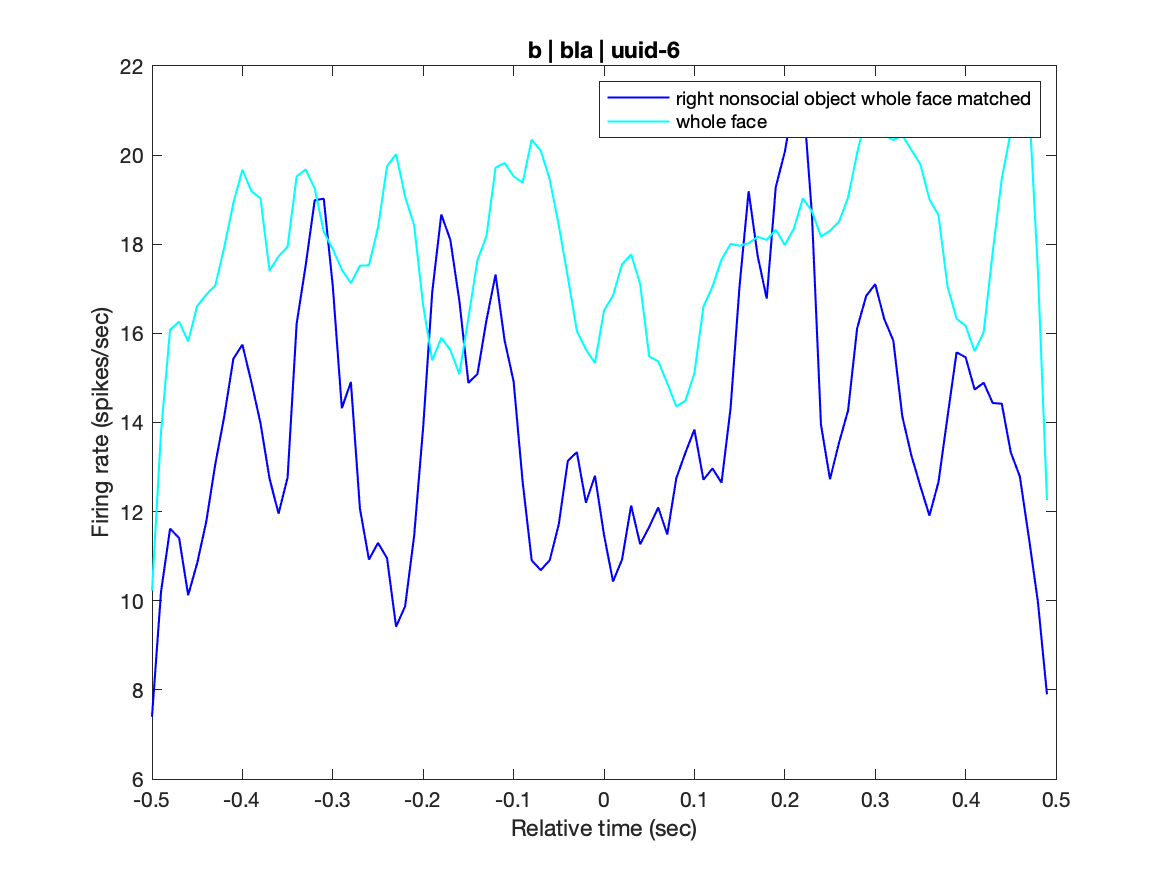 b | bla | uuid-6
right nonsocial object whole face matched
whole face
Firing rate (spikes/sec)
22
20
18
16
14
12
10
8
6
-0.5 -0.4 -0.3 -0.2 -0.1 0 0.1 0.2 0.3 0.4 0.5
Relative time (sec)